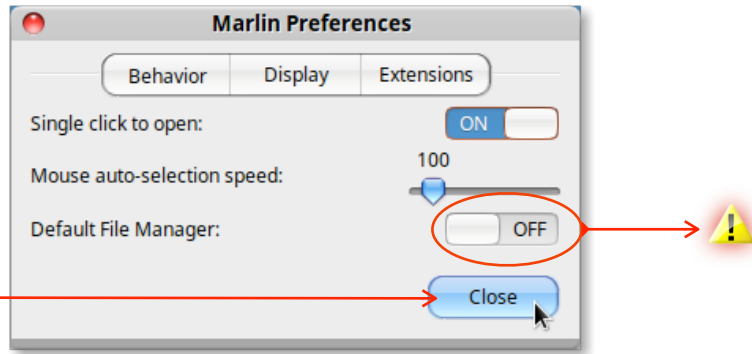 Marlin Preferences
Behavior Display Extensions
Single click to open: ON
100
Mouse auto-selection speed:
Default File Manager: OFF
Close
!